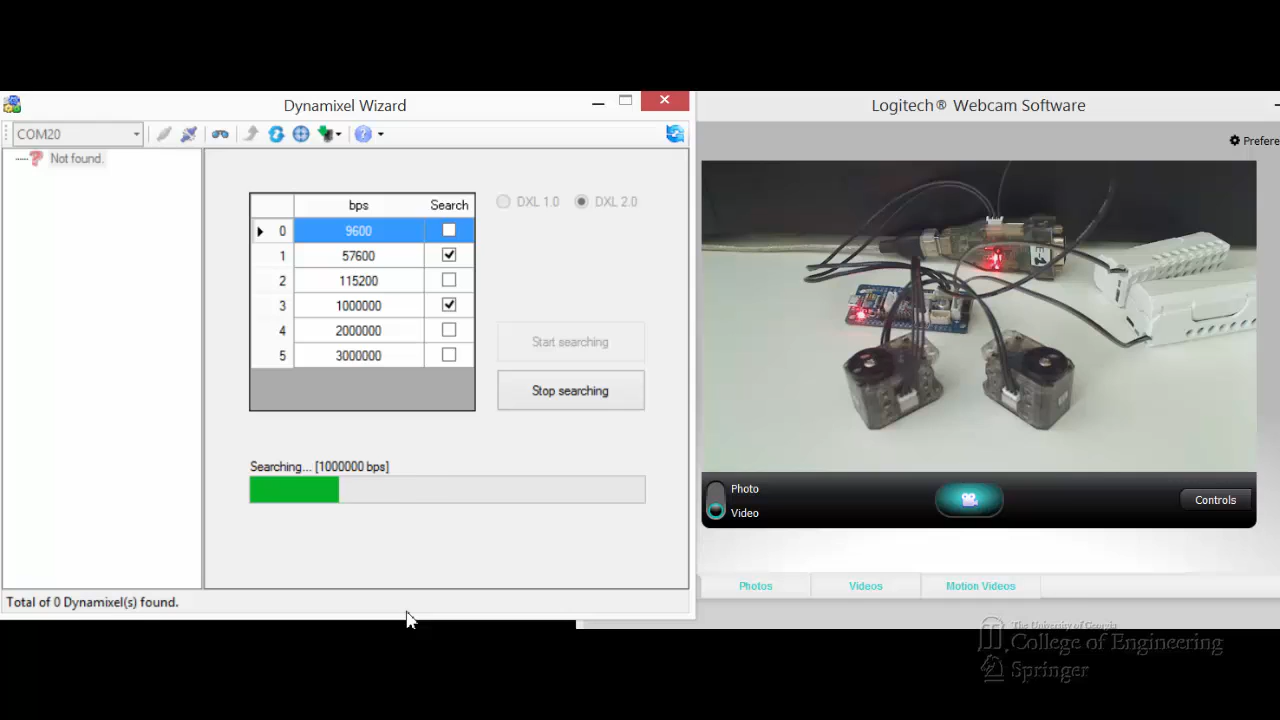 Dynamixel Wizard
COM20
Not found.
bps Search
0 9600
1 57600
2 115200
3 1000000
4 2000000
5 3000000
DXL 1.0 DXL 2.0
Start searching
Stop searching
Searching... [1000000 bps]
Total of 0 Dynamixel(s) found.
Logitech® Webcam Software
Prefere
Photo
Video
Controls
Photos Videos Motion Videos
The University of Georgia
College of Engineering
Springer